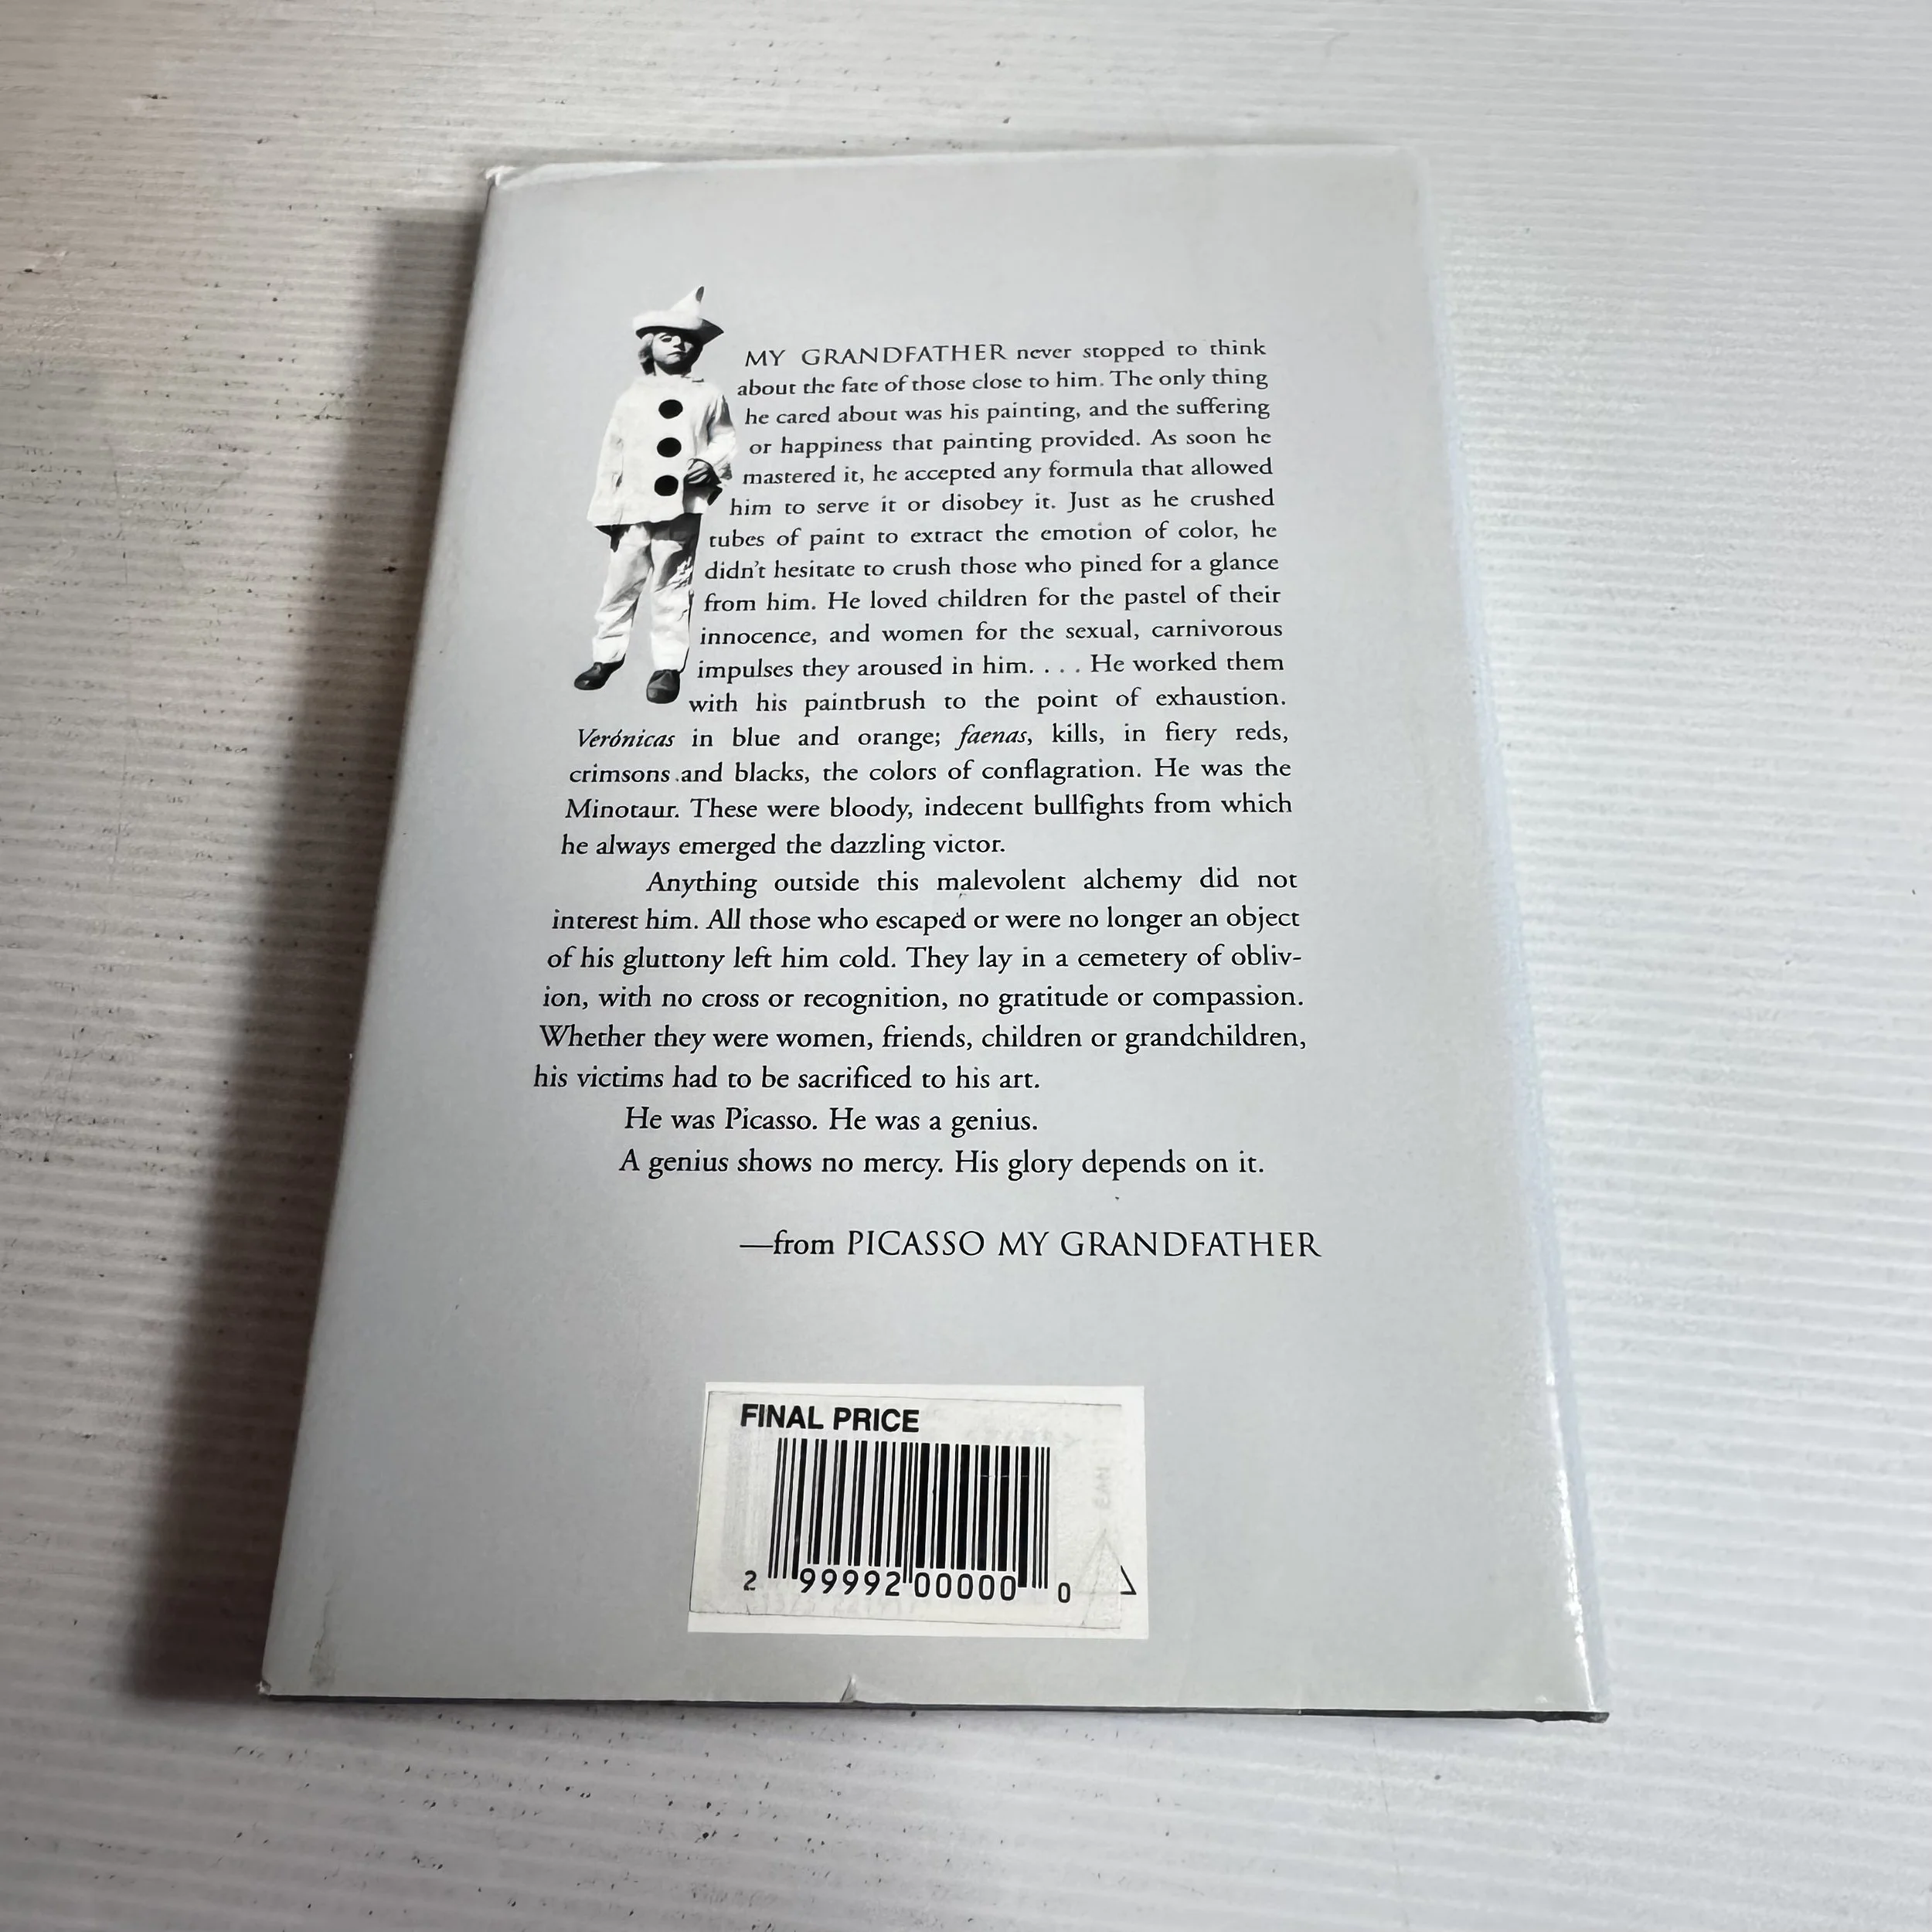 MY GRANDFATHER never stopped to think
about the fate of those close to him. The only thing
he cared about was his painting, and the suffering
or happiness that painting provided. As soon he
mastered it, he accepted any formula that allowed
him to serve it or disobey it. Just as he crushed
tubes of paint to extract the emotion of color, he
didn't hesitate to crush those who pined for a glance
from him. He loved children for the pastel of their
innocence, and women for the sexual, carnivorous
impulses they aroused in him. . . . He worked them
with his paintbrush to the point of exhaustion.
Verónicas in blue and orange; faenas, kills, in fiery reds,
crimsons and blacks, the colors of conflagration. He was the
Minotaur. These were bloody, indecent bullfights from which
he always emerged the dazzling victor.
Anything outside this malevolent alchemy did not
interest him. All those who escaped or were no longer an object
of his gluttony left him cold. They lay in a cemetery of obliv-
ion, with no cross or recognition, no gratitude or compassion.
Whether they were women, friends, children or grandchildren,
his victims had to be sacrificed to his art.
He was Picasso. He was a genius.
A genius shows no mercy. His glory depends on it.
—from PICASSO MY GRANDFATHER
FINAL PRICE
2 99992 00000 0